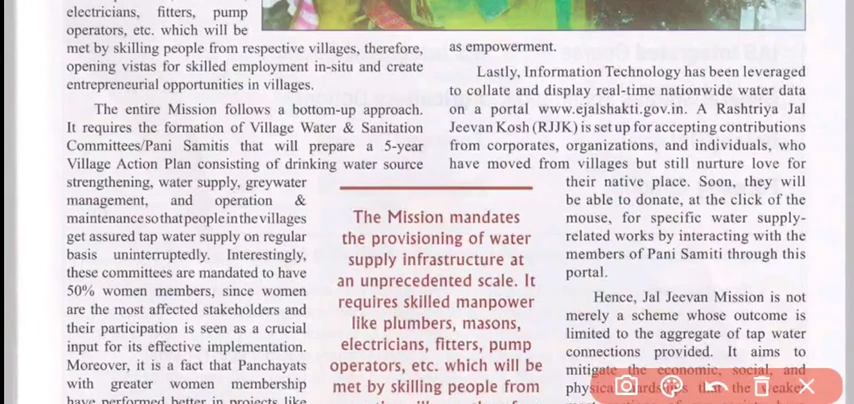 electricians, fitters, pump
operators, etc. which will be
met by skilling people from respective villages, therefore,
opening vistas for skilled employment in-situ and create
entrepreneurial opportunities in villages.
The entire Mission follows a bottom-up approach.
It requires the formation of Village Water & Sanitation
Committees/Pani Samitis that will prepare a 5-year
Village Action Plan consisting of drinking water source
strengthening, water supply, greywater
management, and operation &
maintenance so that people in the villages
get assured tap water supply on regular
basis uninterruptedly. Interestingly,
these committees are mandated to have
50% women members, since women
are the most affected stakeholders and
their participation is seen as a crucial
input for its effective implementation.
Moreover, it is a fact that Panchayats
with greater women membership
have performed better in projects like
The Mission mandates
the provisioning of water
supply infrastructure at
an unprecedented scale. It
requires skilled manpower
like plumbers, masons,
electricians, fitters, pump
operators, etc. which will be
met by skilling people from
as empowerment.
Lastly, Information Technology has been leveraged
to collate and display real-time nationwide water data
on a portal www.ejalshakti.gov.in. A Rashtriya Jal
Jeevan Kosh (RJJK) is set up for accepting contributions
from corporates, organizations, and individuals, who
have moved from villages but still nurture love for
their native place. Soon, they will
be able to donate, at the click of the
mouse, for specific water supply-
related works by interacting with the
members of Pani Samiti through this
portal.
Hence, Jal Jeevan Mission is not
merely a scheme whose outcome is
limited to the aggregate of tap water
connections provided. It aims to
mitigate the economic, social, and
the